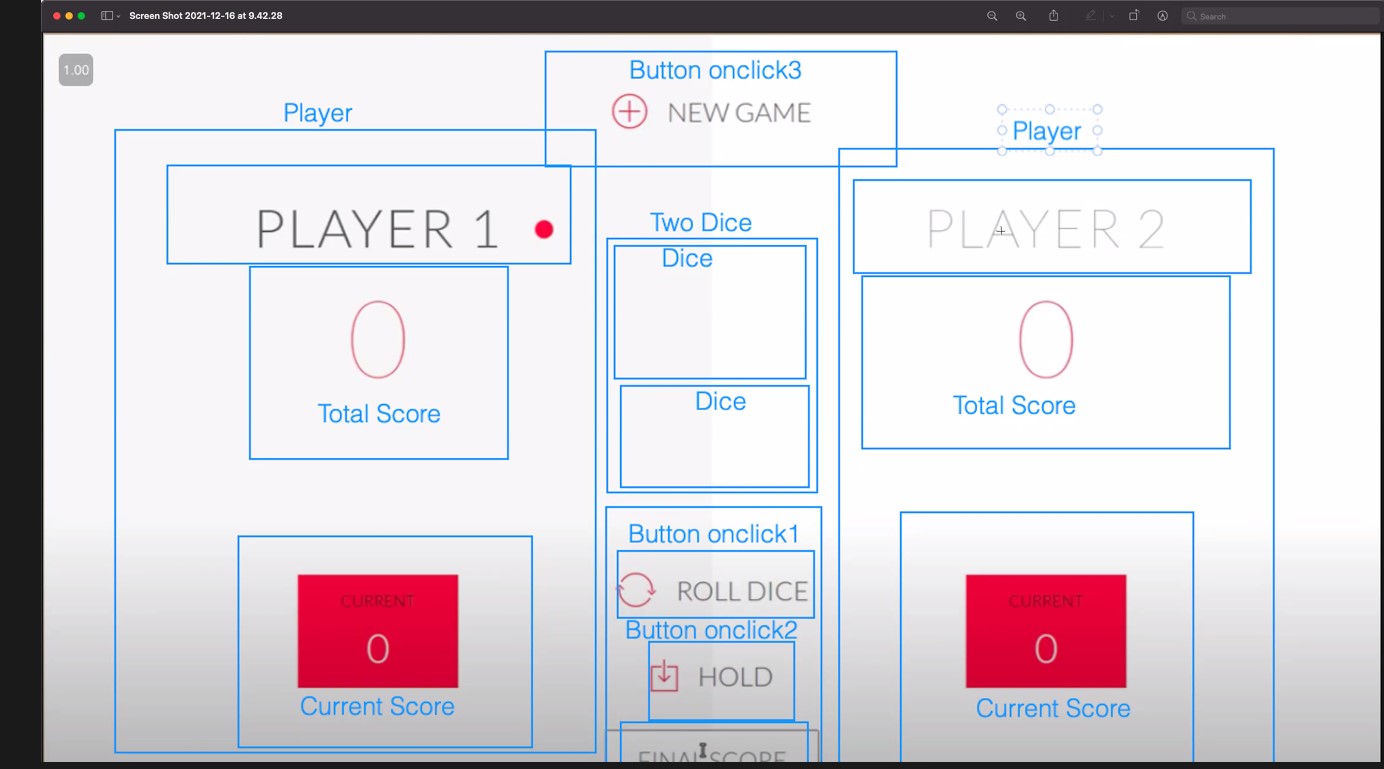 Screen Shot 2021-12-16 at 9.42.28
Search
1.00
Button onclick3
NEW GAME
Player
Player
PLAYER 1
PLAYER 2
Two Dice
Dice
0
0
Total Score
Total Score
Dice
Button onclick1
ROLL DICE
CURRENT
0
CURRENT
0
Button onclick2
HOLD
Current Score
Current Score
FINAL SCORE